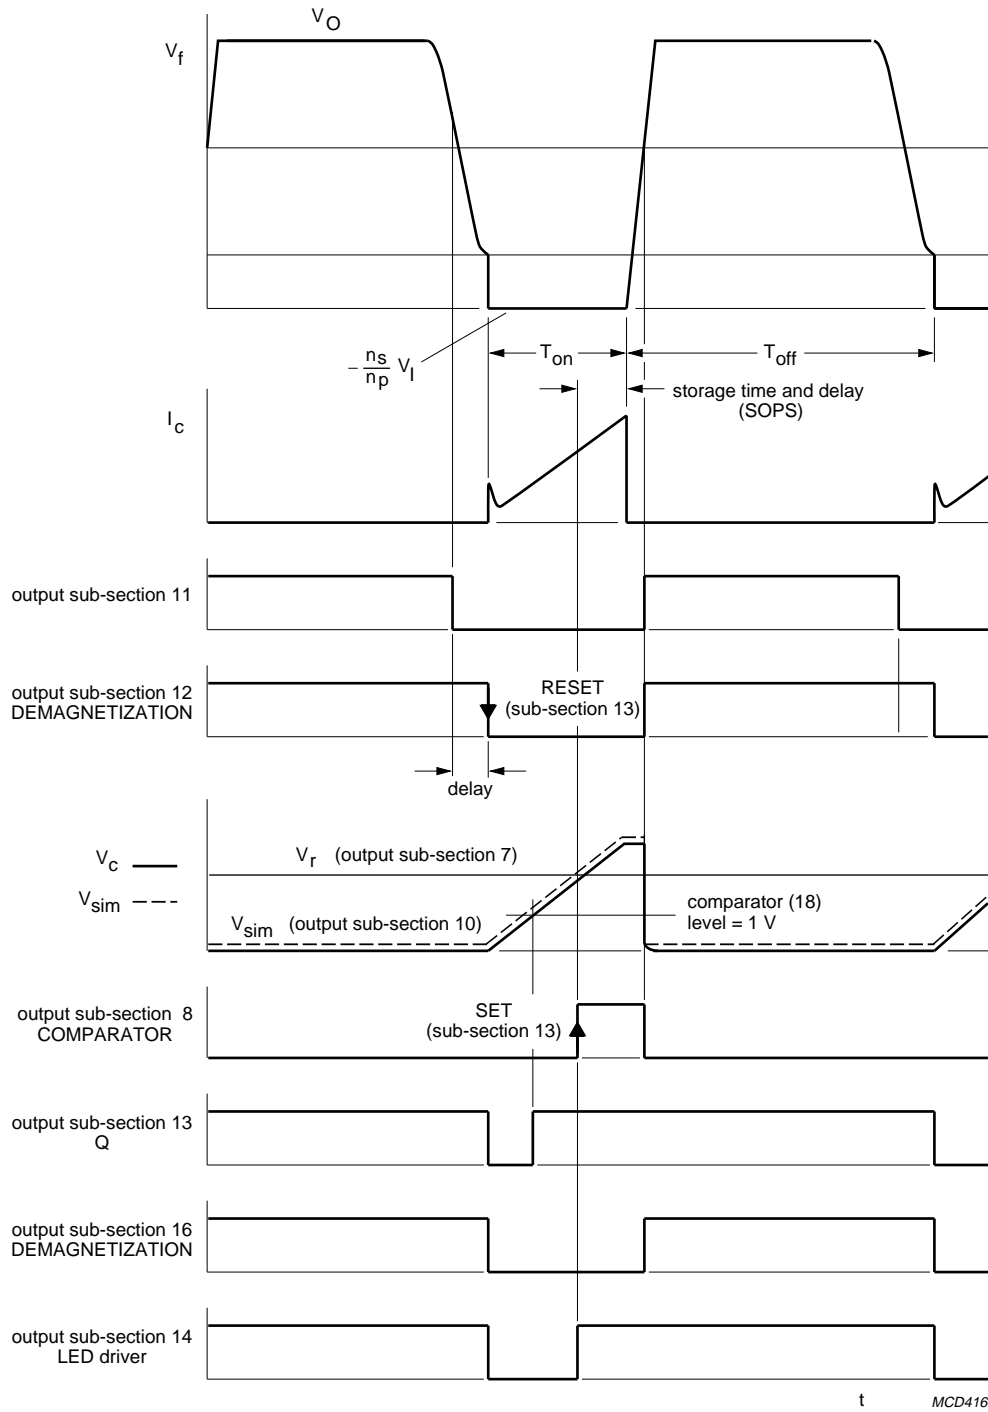 V_O
V_f
− n_s/n_p V_I
T_on
T_off
storage time and delay
(SOPS)
I_c
output sub-section 11
output sub-section 12
DEMAGNETIZATION
RESET
(sub-section 13)
delay
V_r (output sub-section 7)
V_c
V_sim
V_sim (output sub-section 10)
comparator (18)
level = 1 V
output sub-section 8
COMPARATOR
SET
(sub-section 13)
output sub-section 13
Q
output sub-section 16
DEMAGNETIZATION
output sub-section 14
LED driver
t
MCD416